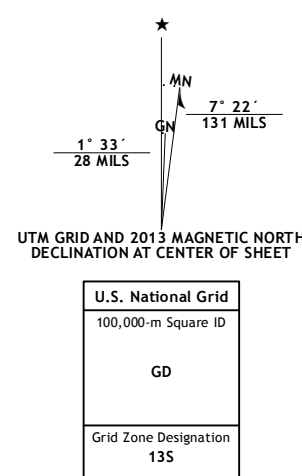 MN
GN
7° 22´
131 MILS
1° 33´
28 MILS
UTM GRID AND 2013 MAGNETIC NORTH
DECLINATION AT CENTER OF SHEET
U.S. National Grid
100,000-m Square ID
GD
Grid Zone Designation
13S